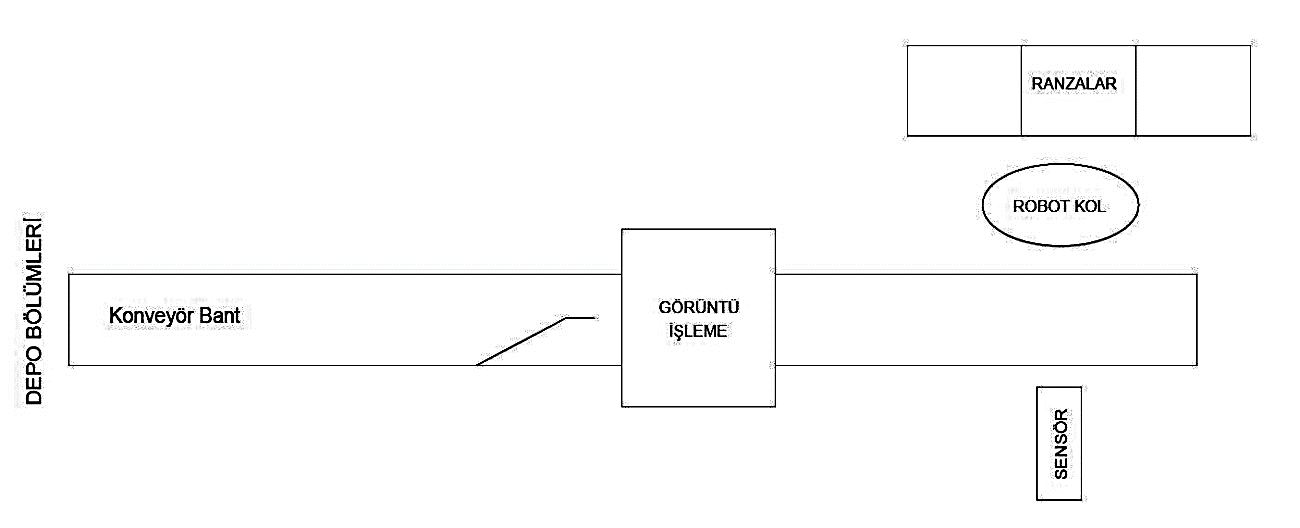 RANZALAR
ROBOT KOL
DEPO BÖLÜMLERİ
Konveyör Bant
GÖRÜNTÜ
İŞLEME
SENSÖR